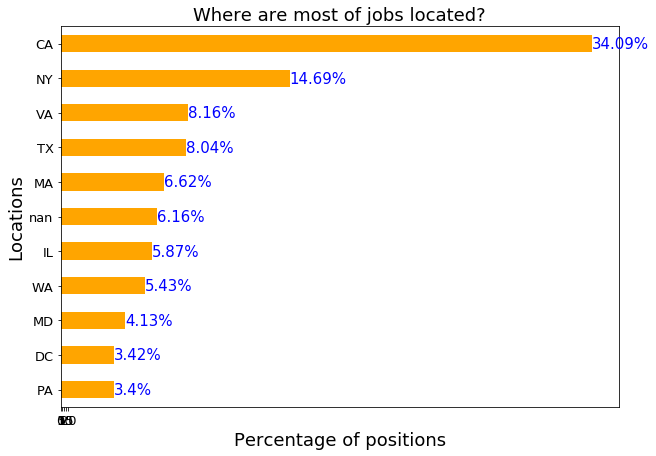 Where are most of jobs located?
CA 34.09%
NY 14.69%
VA 8.16%
TX 8.04%
MA 6.62%
nan 6.16%
IL 5.87%
WA 5.43%
MD 4.13%
DC 3.42%
PA 3.4%
Locations
Percentage of positions